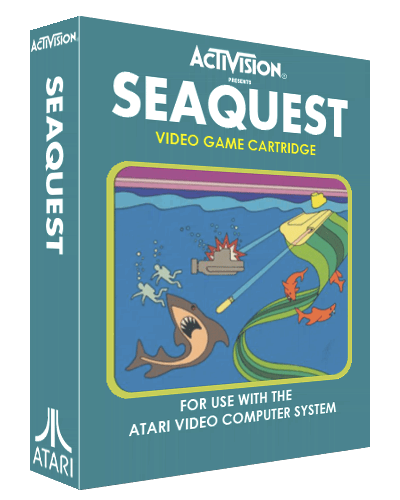 ACTIVISION
SEAQUEST
ATARI
ACTIVISION®
PRESENTS
SEAQUEST
VIDEO GAME CARTRIDGE
FOR USE WITH THE
ATARI VIDEO COMPUTER SYSTEM